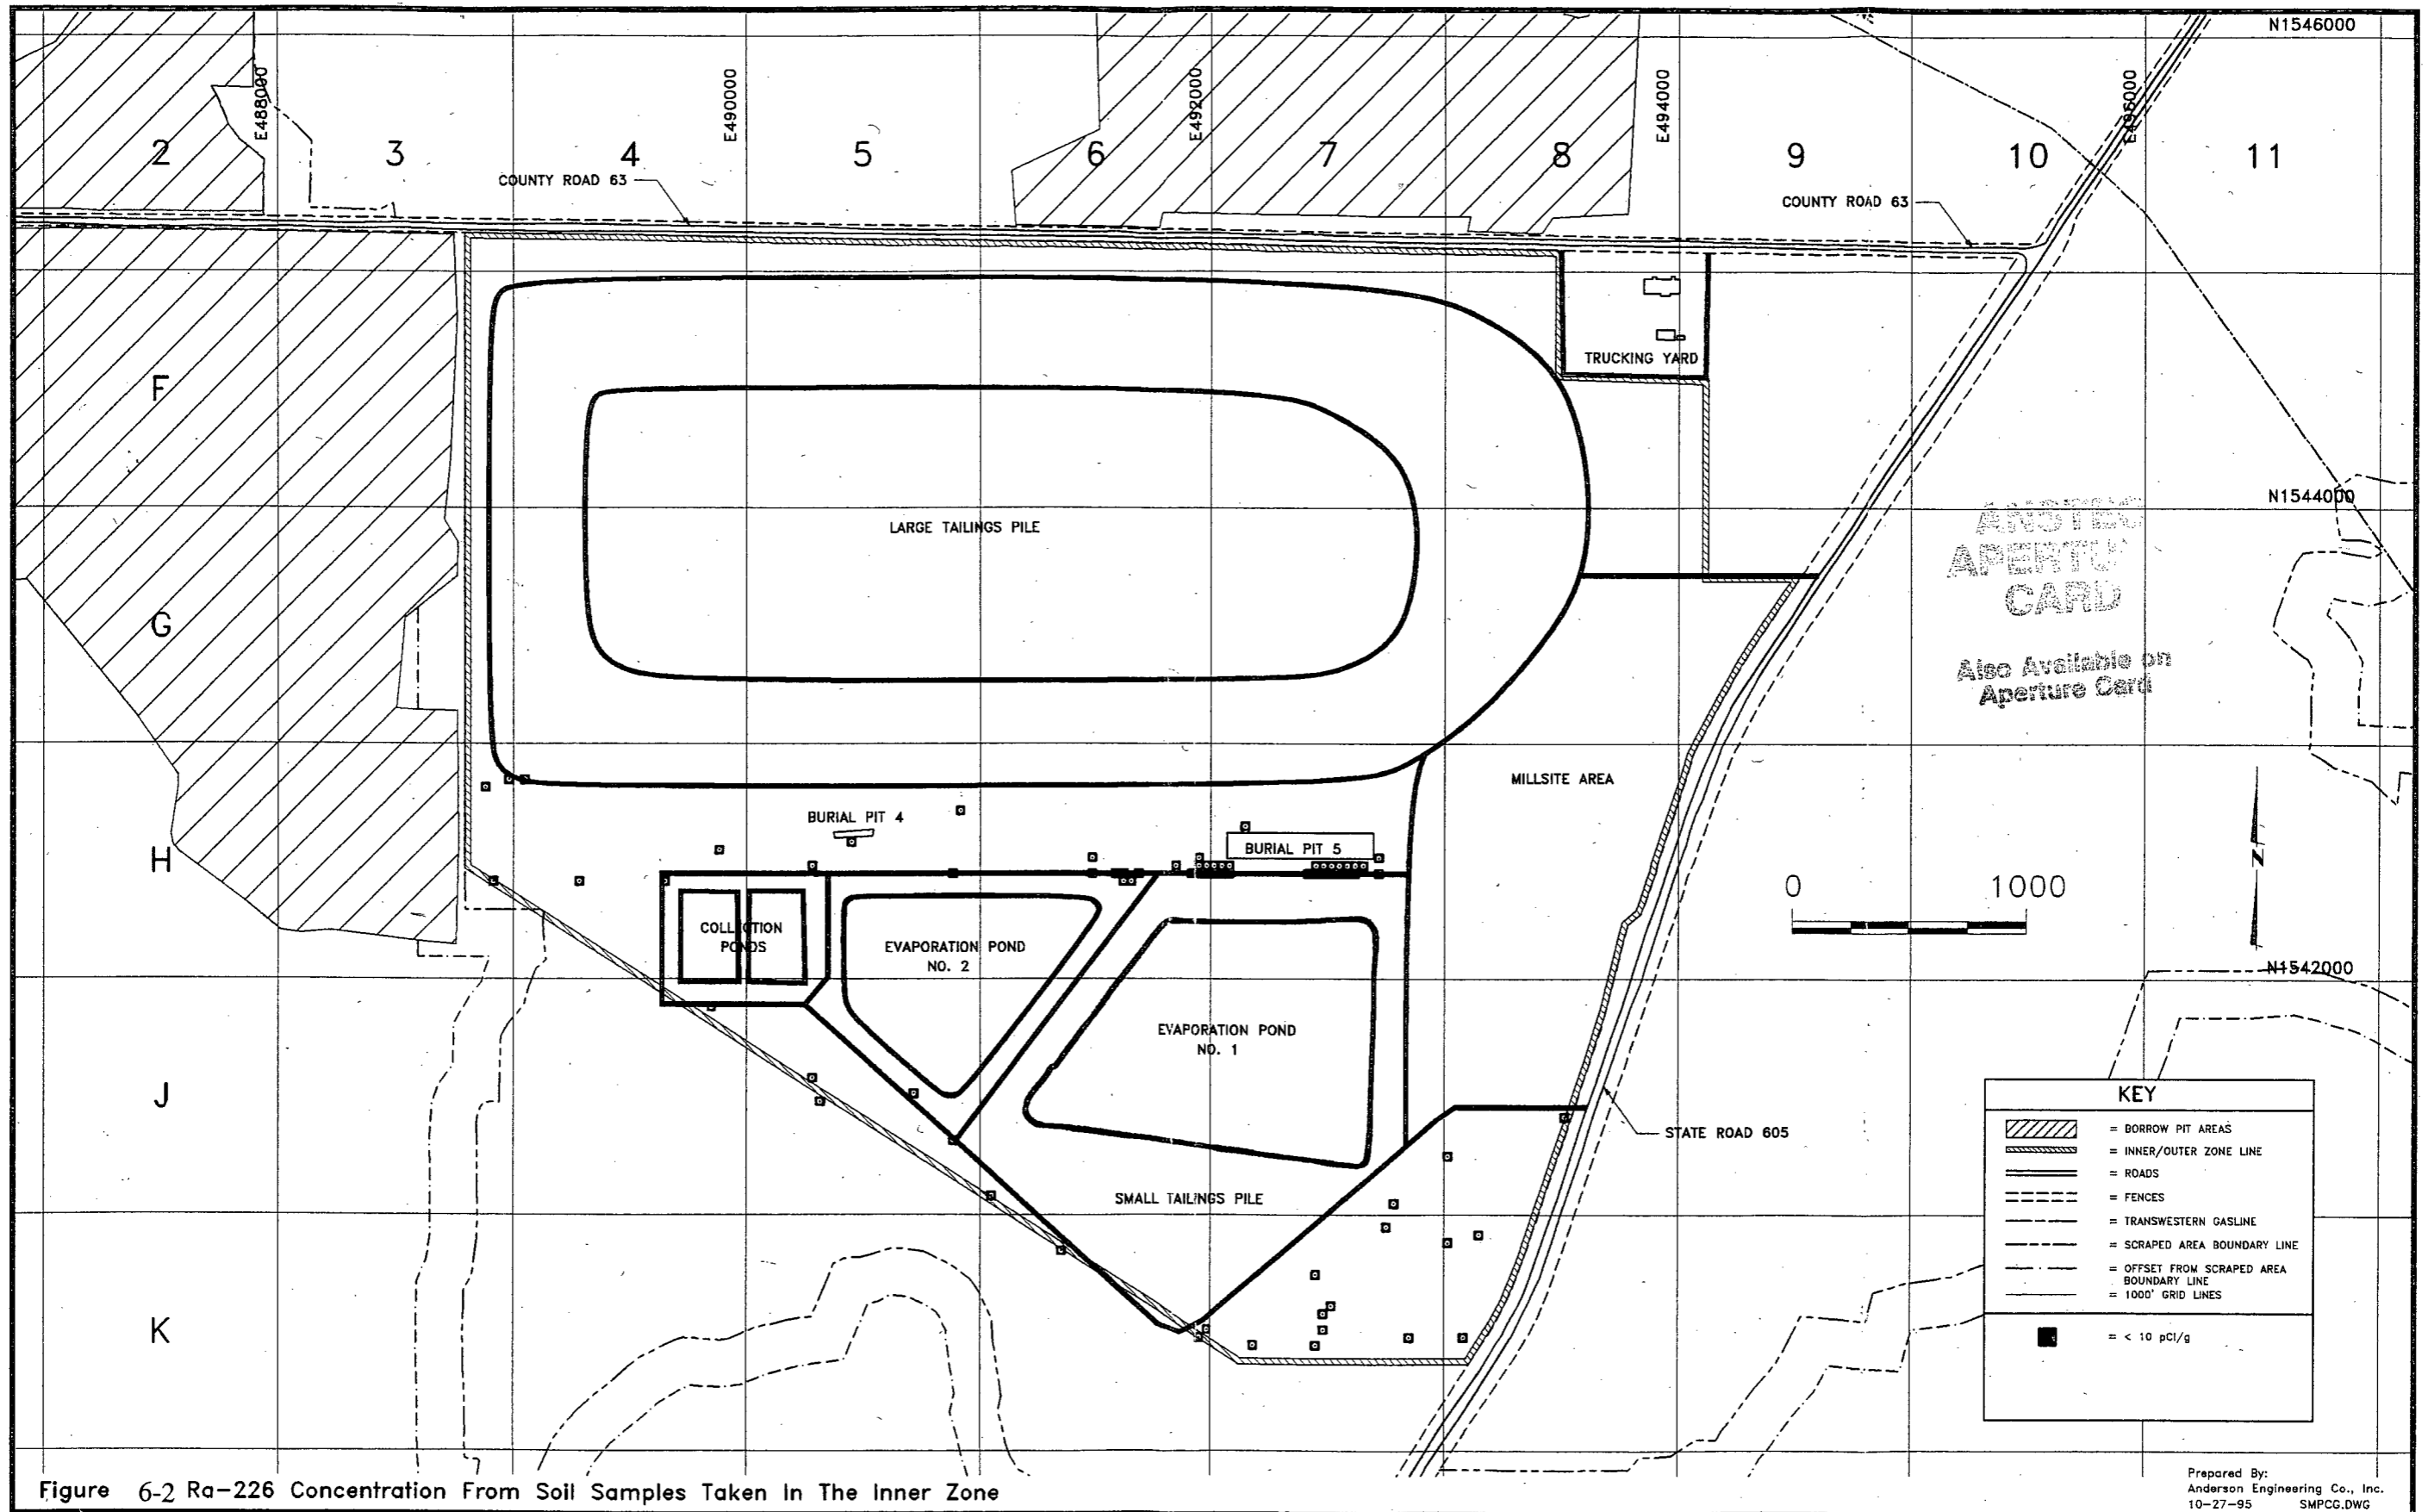 N1546000
E488000
E490000
E492000
E494000
E496000
2
3
4
5
6
7
8
9
10
11
COUNTY ROAD 63
COUNTY ROAD 63
TRUCKING YARD
F
N1544000
LARGE TAILINGS PILE
ANSTEC
APERTURE
CARD
G
Also Available on
Aperture Card
MILLSITE AREA
BURIAL PIT 4
BURIAL PIT 5
H
N
0 1000
COLLECTION
PONDS
EVAPORATION POND
NO. 2
N1542000
EVAPORATION POND
NO. 1
J
STATE ROAD 605
SMALL TAILINGS PILE
K
KEY
= BORROW PIT AREAS
= INNER/OUTER ZONE LINE
= ROADS
= FENCES
= TRANSWESTERN GASLINE
= SCRAPED AREA BOUNDARY LINE
= OFFSET FROM SCRAPED AREA
BOUNDARY LINE
= 1000' GRID LINES
= < 10 pCi/g
Figure 6-2 Ra-226 Concentration From Soil Samples Taken In The Inner Zone
Prepared By:
Anderson Engineering Co., Inc.
10-27-95 SMPCG.DWG